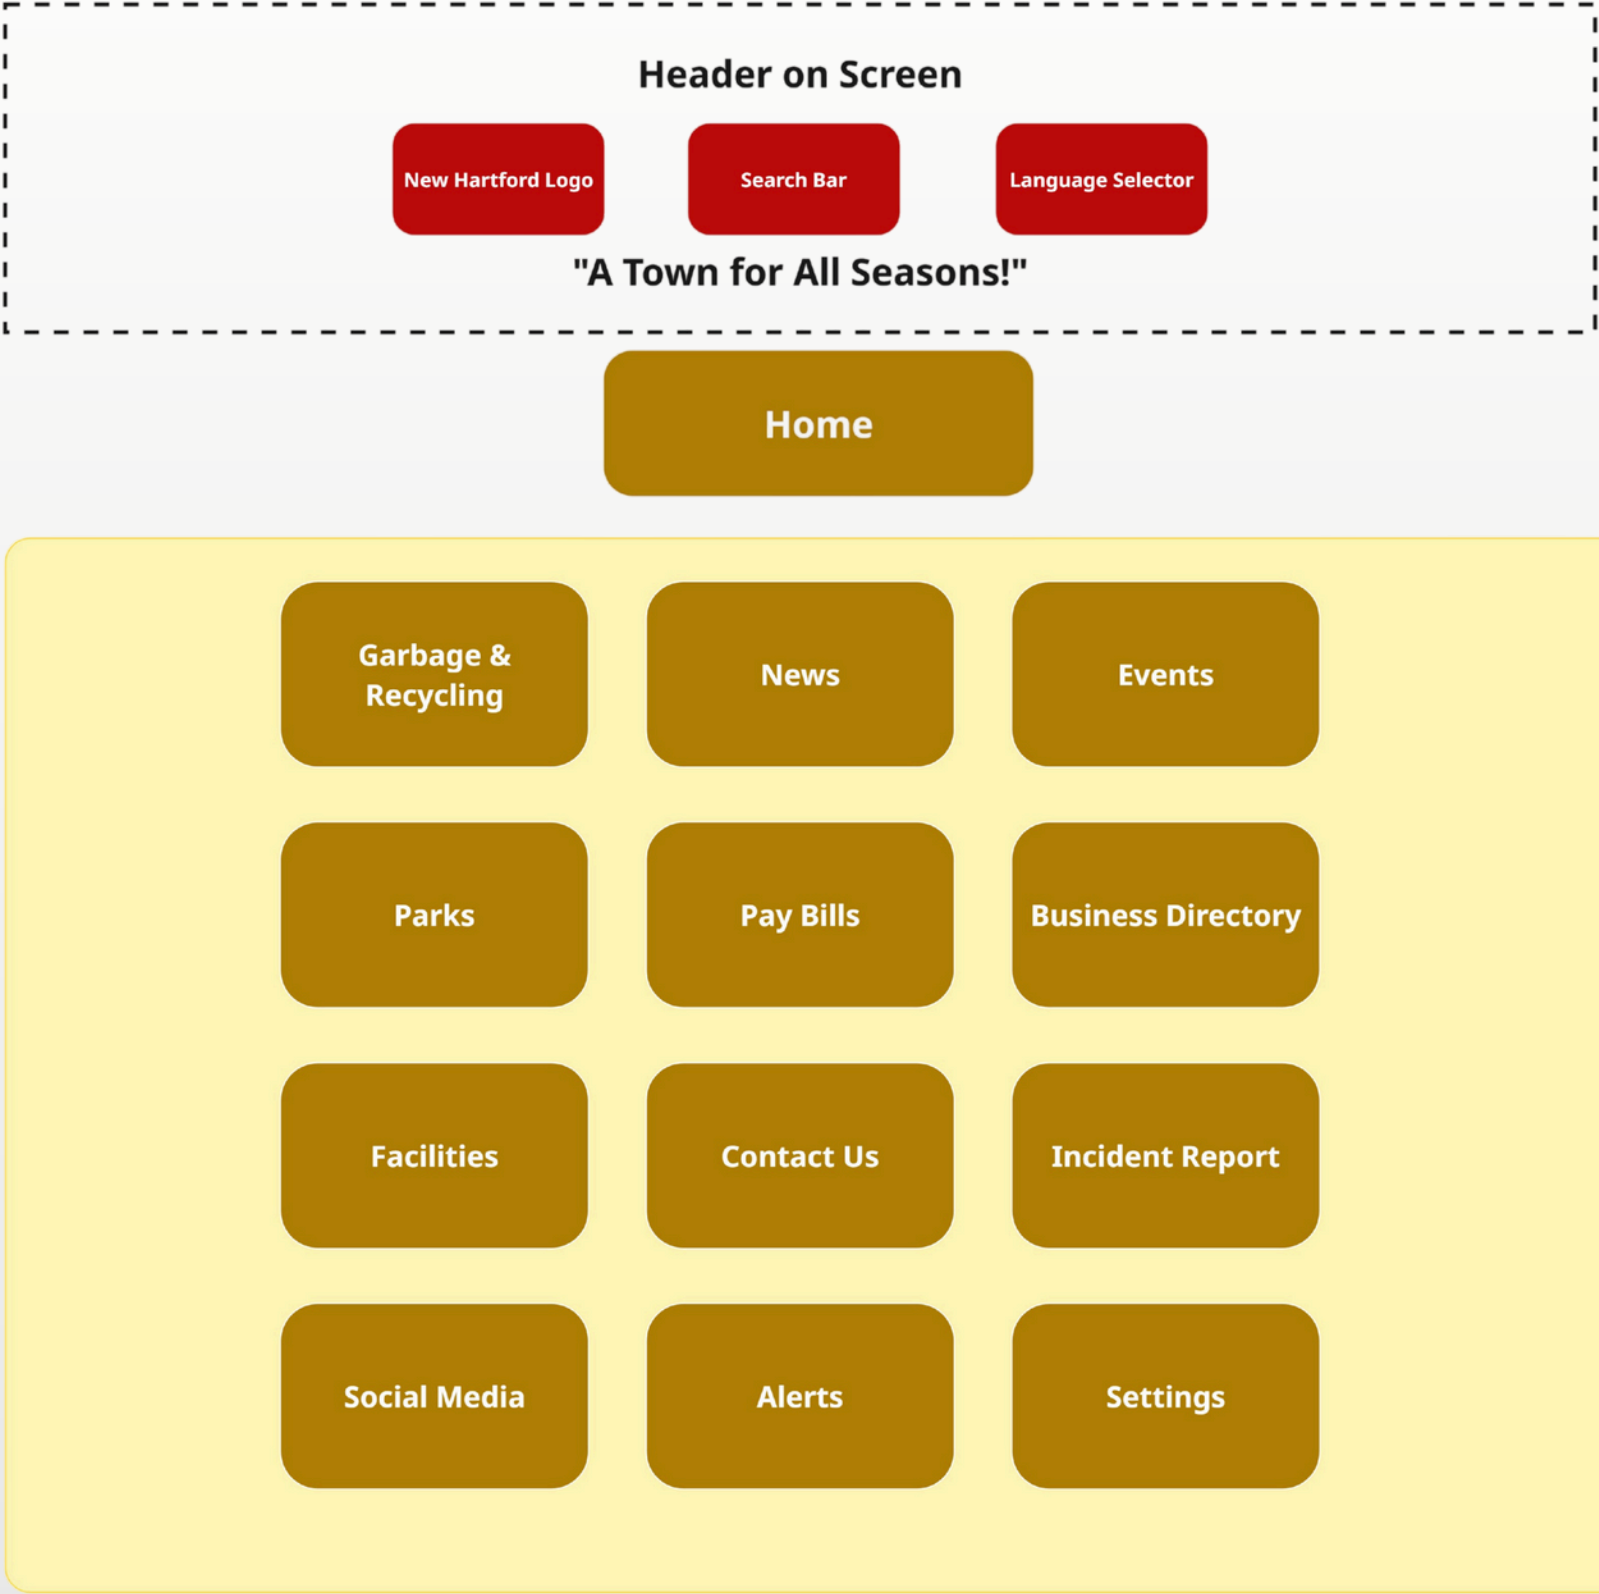 Header on Screen
New Hartford Logo
Search Bar
Language Selector
"A Town for All Seasons!"
Home
Garbage &
Recycling
News
Events
Parks
Pay Bills
Business Directory
Facilities
Contact Us
Incident Report
Social Media
Alerts
Settings